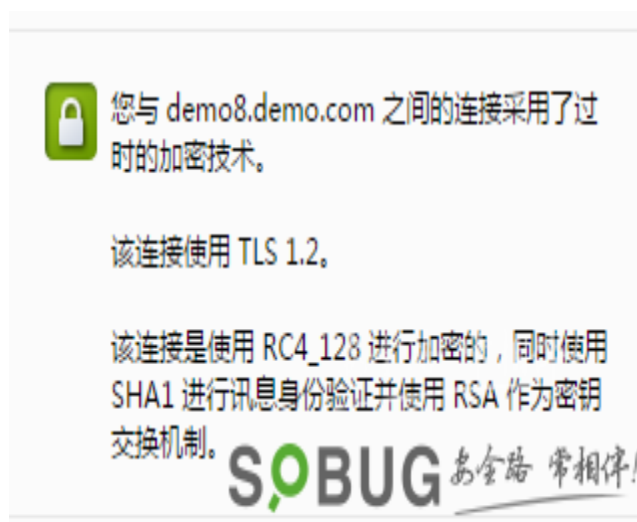 您与 demo8.demo.com 之间的连接采用了过
时的加密技术。
该连接使用 TLS 1.2。
该连接是使用 RC4_128 进行加密的，同时使用
SHA1 进行讯息身份验证并使用 RSA 作为密钥
交换机制。
SOBUG 安全路 常相伴!